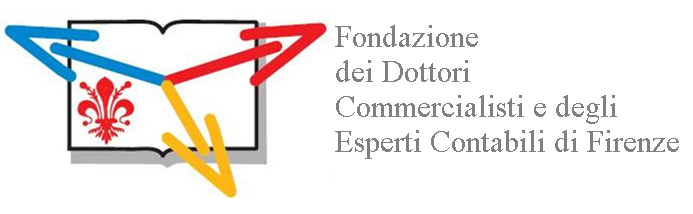 Fondazione
dei Dottori
Commercialisti e degli
Esperti Contabili di Firenze